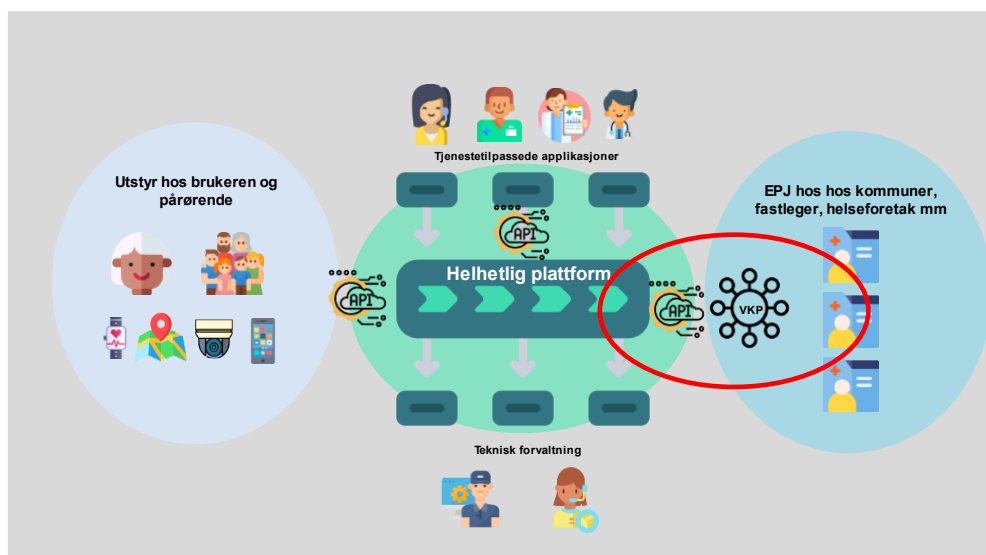 Tjenestetilpassede applikasjoner
Utstyr hos brukeren og
pårørende
EPJ hos hos kommuner,
fastleger, helseforetak mm
API
Helhetlig plattform
API
API
VKP
Teknisk forvaltning